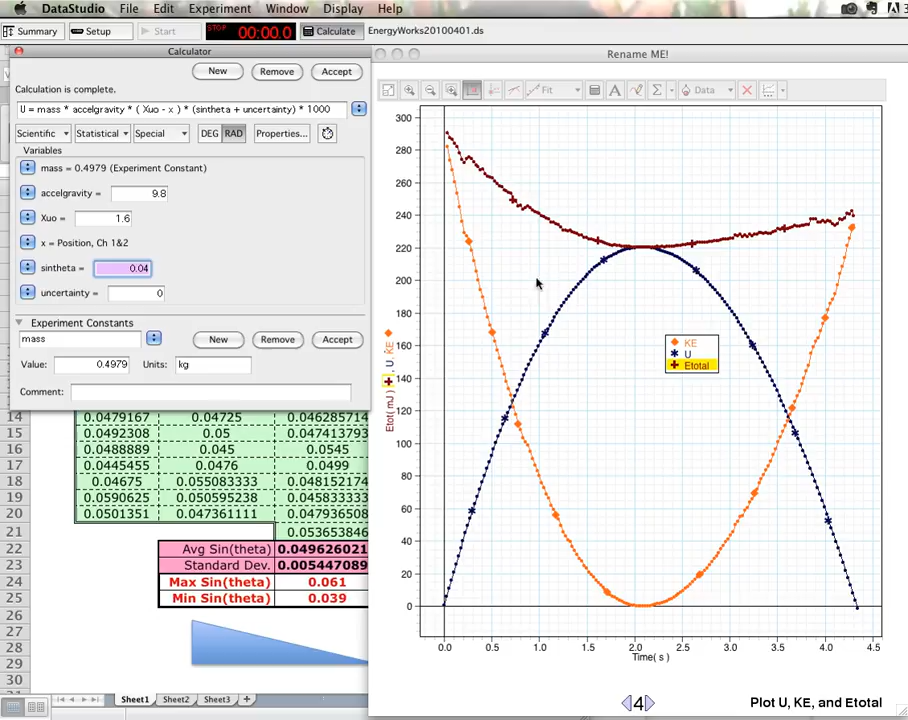 DataStudio File Edit Experiment Window Display Help 3
Summary Setup Start STOP 00:00.0 Calculate EnergyWorks20100401.ds
Calculator
New Remove Accept
Calculation is complete.
U = mass * accelgravity * ( Xuo - x ) * (sintheta + uncertainty) * 1000
Scientific Statistical Special DEG RAD Properties...
Variables
mass = 0.4979 (Experiment Constant)
accelgravity = 9.8
Xuo = 1.6
x = Position, Ch 1&2
sintheta = 0.04
uncertainty = 0
Experiment Constants
mass New Remove Accept
Value: 0.4979 Units: kg
Comment:
14 0.0479167 0.04725 0.046285714
15 0.0492308 0.05 0.047413793
16 0.0488889 0.045 0.0545
17 0.0455455 0.0476 0.0499
18 0.04675 0.055083333 0.048152174
19 0.0590625 0.050595238 0.045833333
20 0.0501351 0.047361111 0.04793650
21 0.05365384
22 Avg Sin(theta) 0.049626021
23 Standard Dev. 0.005447089
24 Max Sin(theta) 0.061
25 Min Sin(theta) 0.039
26
27
28
29
30
Sheet1 Sheet2 Sheet3 +
Rename ME!
A Fit Σ Data
300
280
260
240
220
200
180
160
140
120
100
80
60
40
20
0
Etot( mJ ) , U, KE
KE
U
Etotal
0.0 0.5 1.0 1.5 2.0 2.5 3.0 3.5 4.0 4.5
Time( s )
4 Plot U, KE, and Etotal